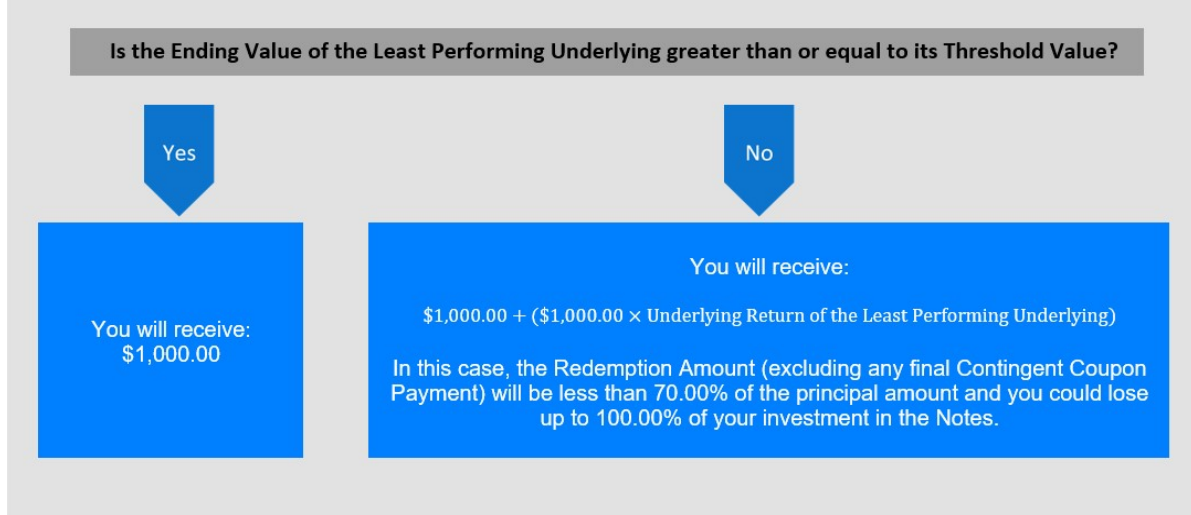 Is the Ending Value of the Least Performing Underlying greater than or equal to its Threshold Value?
Yes
No
You will receive:
$1,000.00
You will receive:
$1,000.00 + ($1,000.00 × Underlying Return of the Least Performing Underlying)
In this case, the Redemption Amount (excluding any final Contingent Coupon
Payment) will be less than 70.00% of the principal amount and you could lose
up to 100.00% of your investment in the Notes.